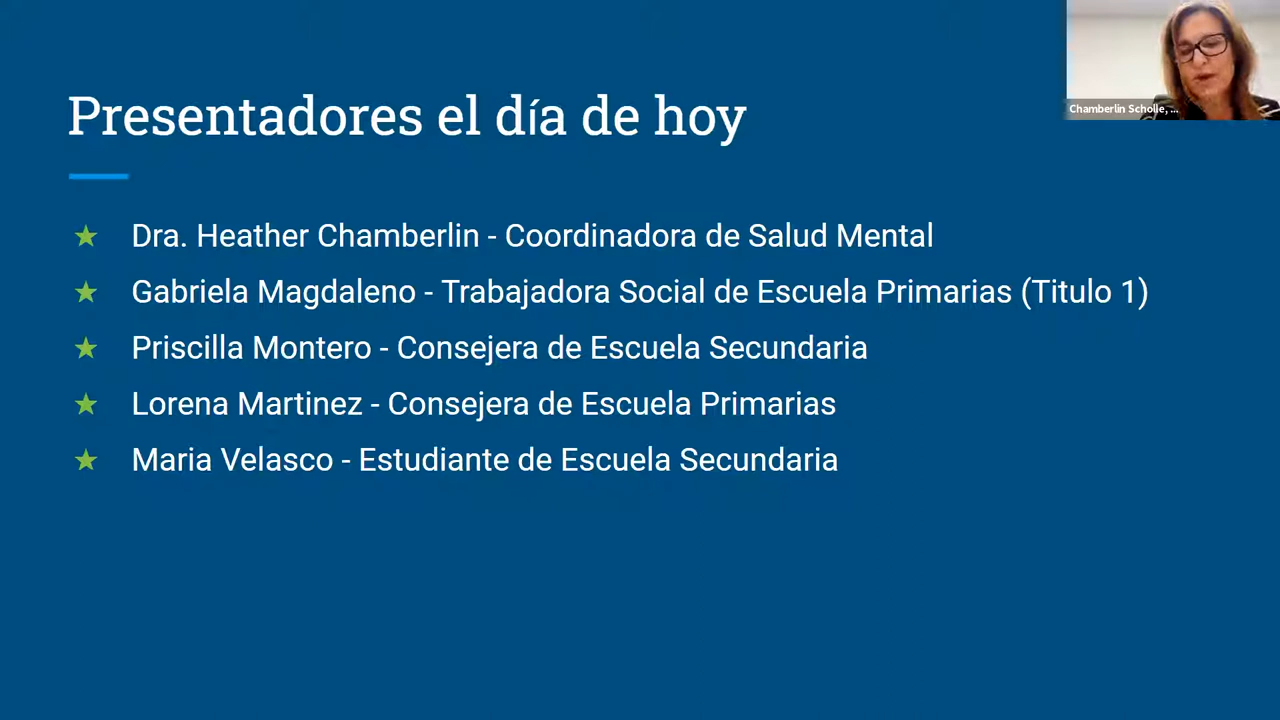 Presentadores el día de hoy
Chamberlin Scholle, ...
★ Dra. Heather Chamberlin - Coordinadora de Salud Mental
★ Gabriela Magdaleno - Trabajadora Social de Escuela Primarias (Titulo 1)
★ Priscilla Montero - Consejera de Escuela Secundaria
★ Lorena Martinez - Consejera de Escuela Primarias
★ Maria Velasco - Estudiante de Escuela Secundaria